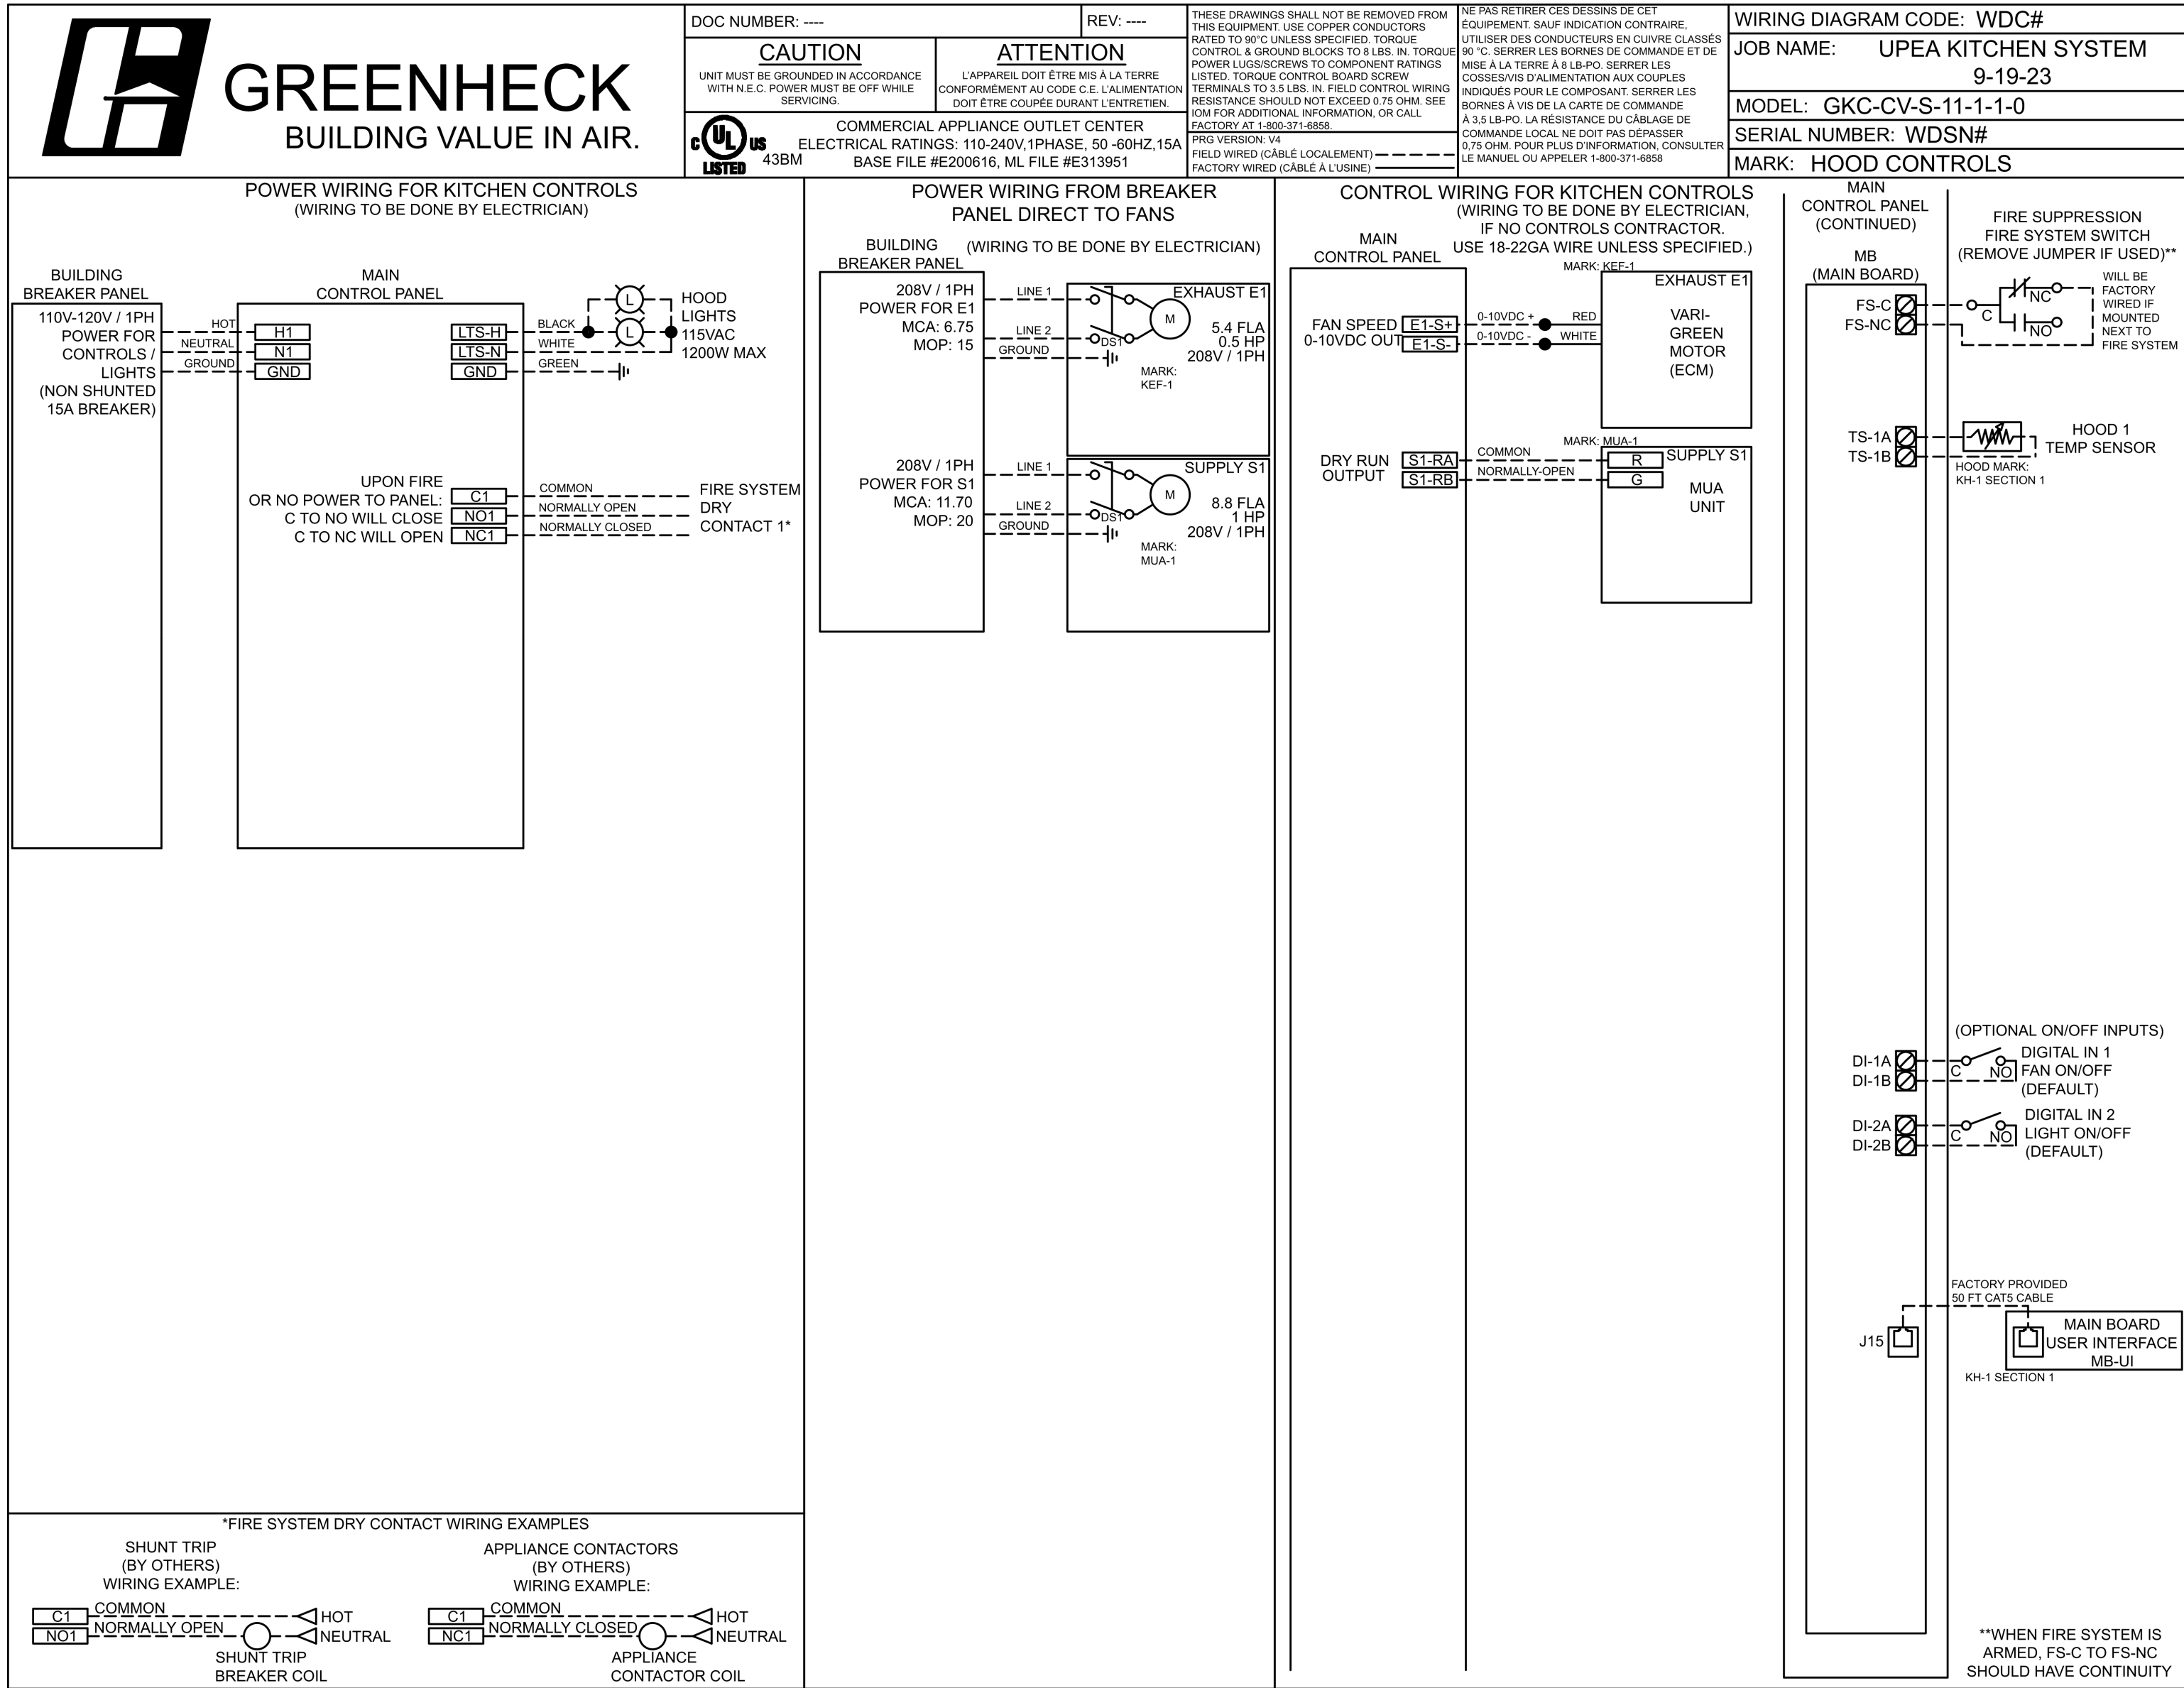 GREENHECK
BUILDING VALUE IN AIR.
DOC NUMBER: ----
REV: ----
CAUTION
UNIT MUST BE GROUNDED IN ACCORDANCE
WITH N.E.C. POWER MUST BE OFF WHILE
SERVICING.
ATTENTION
L'APPAREIL DOIT ÊTRE MIS À LA TERRE
CONFORMÉMENT AU CODE C.E. L'ALIMENTATION
DOIT ÊTRE COUPÉE DURANT L'ENTRETIEN.
C UL US
LISTED
43BM
COMMERCIAL APPLIANCE OUTLET CENTER
ELECTRICAL RATINGS: 110-240V,1PHASE, 50 -60HZ,15A
BASE FILE #E200616, ML FILE #E313951
THESE DRAWINGS SHALL NOT BE REMOVED FROM
THIS EQUIPMENT. USE COPPER CONDUCTORS
RATED TO 90°C UNLESS SPECIFIED. TORQUE
CONTROL & GROUND BLOCKS TO 8 LBS. IN. TORQUE
POWER LUGS/SCREWS TO COMPONENT RATINGS
LISTED. TORQUE CONTROL BOARD SCREW
TERMINALS TO 3.5 LBS. IN. FIELD CONTROL WIRING
RESISTANCE SHOULD NOT EXCEED 0.75 OHM. SEE
IOM FOR ADDITIONAL INFORMATION, OR CALL
FACTORY AT 1-800-371-6858.
PRG VERSION: V4
FIELD WIRED (CÂBLÉ LOCALEMENT)
FACTORY WIRED (CÂBLÉ À L'USINE)
NE PAS RETIRER CES DESSINS DE CET
ÉQUIPEMENT. SAUF INDICATION CONTRAIRE,
UTILISER DES CONDUCTEURS EN CUIVRE CLASSÉS
90 °C. SERRER LES BORNES DE COMMANDE ET DE
MISE À LA TERRE À 8 LB-PO. SERRER LES
COSSES/VIS D'ALIMENTATION AUX COUPLES
INDIQUÉS POUR LE COMPOSANT. SERRER LES
BORNES À VIS DE LA CARTE DE COMMANDE
À 3,5 LB-PO. LA RÉSISTANCE DU CÂBLAGE DE
COMMANDE LOCAL NE DOIT PAS DÉPASSER
0,75 OHM. POUR PLUS D'INFORMATION, CONSULTER
LE MANUEL OU APPELER 1-800-371-6858
WIRING DIAGRAM CODE: WDC#
JOB NAME: UPEA KITCHEN SYSTEM
9-19-23
MODEL: GKC-CV-S-11-1-1-0
SERIAL NUMBER: WDSN#
MARK: HOOD CONTROLS
POWER WIRING FOR KITCHEN CONTROLS
(WIRING TO BE DONE BY ELECTRICIAN)
BUILDING
BREAKER PANEL
110V-120V / 1PH
POWER FOR
CONTROLS /
LIGHTS
(NON SHUNTED
15A BREAKER)
HOT
NEUTRAL
GROUND
MAIN
CONTROL PANEL
H1
N1
GND
LTS-H
LTS-N
GND
BLACK
WHITE
GREEN
L
L
HOOD
LIGHTS
115VAC
1200W MAX
UPON FIRE
OR NO POWER TO PANEL:
C TO NO WILL CLOSE
C TO NC WILL OPEN
C1
NO1
NC1
COMMON
NORMALLY OPEN
NORMALLY CLOSED
FIRE SYSTEM
DRY
CONTACT 1*
*FIRE SYSTEM DRY CONTACT WIRING EXAMPLES
SHUNT TRIP
(BY OTHERS)
WIRING EXAMPLE:
C1
NO1
COMMON
NORMALLY OPEN
HOT
NEUTRAL
SHUNT TRIP
BREAKER COIL
APPLIANCE CONTACTORS
(BY OTHERS)
WIRING EXAMPLE:
C1
NC1
COMMON
NORMALLY CLOSED
HOT
NEUTRAL
APPLIANCE
CONTACTOR COIL
POWER WIRING FROM BREAKER
PANEL DIRECT TO FANS
(WIRING TO BE DONE BY ELECTRICIAN)
BUILDING
BREAKER PANEL
208V / 1PH
POWER FOR E1
MCA: 6.75
MOP: 15
LINE 1
LINE 2
GROUND
EXHAUST E1
M
DS1
5.4 FLA
0.5 HP
208V / 1PH
MARK:
KEF-1
208V / 1PH
POWER FOR S1
MCA: 11.70
MOP: 20
LINE 1
LINE 2
GROUND
SUPPLY S1
M
DS1
8.8 FLA
1 HP
208V / 1PH
MARK:
MUA-1
CONTROL WIRING FOR KITCHEN CONTROLS
(WIRING TO BE DONE BY ELECTRICIAN,
IF NO CONTROLS CONTRACTOR.
USE 18-22GA WIRE UNLESS SPECIFIED.)
MAIN
CONTROL PANEL
FAN SPEED
0-10VDC OUT
E1-S+
E1-S-
0-10VDC +
0-10VDC -
RED
WHITE
MARK: KEF-1
EXHAUST E1
VARI-
GREEN
MOTOR
(ECM)
DRY RUN
OUTPUT
S1-RA
S1-RB
COMMON
NORMALLY-OPEN
MARK: MUA-1
R
G
SUPPLY S1
MUA
UNIT
MAIN
CONTROL PANEL
(CONTINUED)
MB
(MAIN BOARD)
FS-C
FS-NC
FIRE SUPPRESSION
FIRE SYSTEM SWITCH
(REMOVE JUMPER IF USED)**
C
NC
NO
WILL BE
FACTORY
WIRED IF
MOUNTED
NEXT TO
FIRE SYSTEM
TS-1A
TS-1B
HOOD 1
TEMP SENSOR
HOOD MARK:
KH-1 SECTION 1
(OPTIONAL ON/OFF INPUTS)
DI-1A
DI-1B
C
NO
DIGITAL IN 1
FAN ON/OFF
(DEFAULT)
DI-2A
DI-2B
C
NO
DIGITAL IN 2
LIGHT ON/OFF
(DEFAULT)
FACTORY PROVIDED
50 FT CAT5 CABLE
J15
MAIN BOARD
USER INTERFACE
MB-UI
KH-1 SECTION 1
**WHEN FIRE SYSTEM IS
ARMED, FS-C TO FS-NC
SHOULD HAVE CONTINUITY